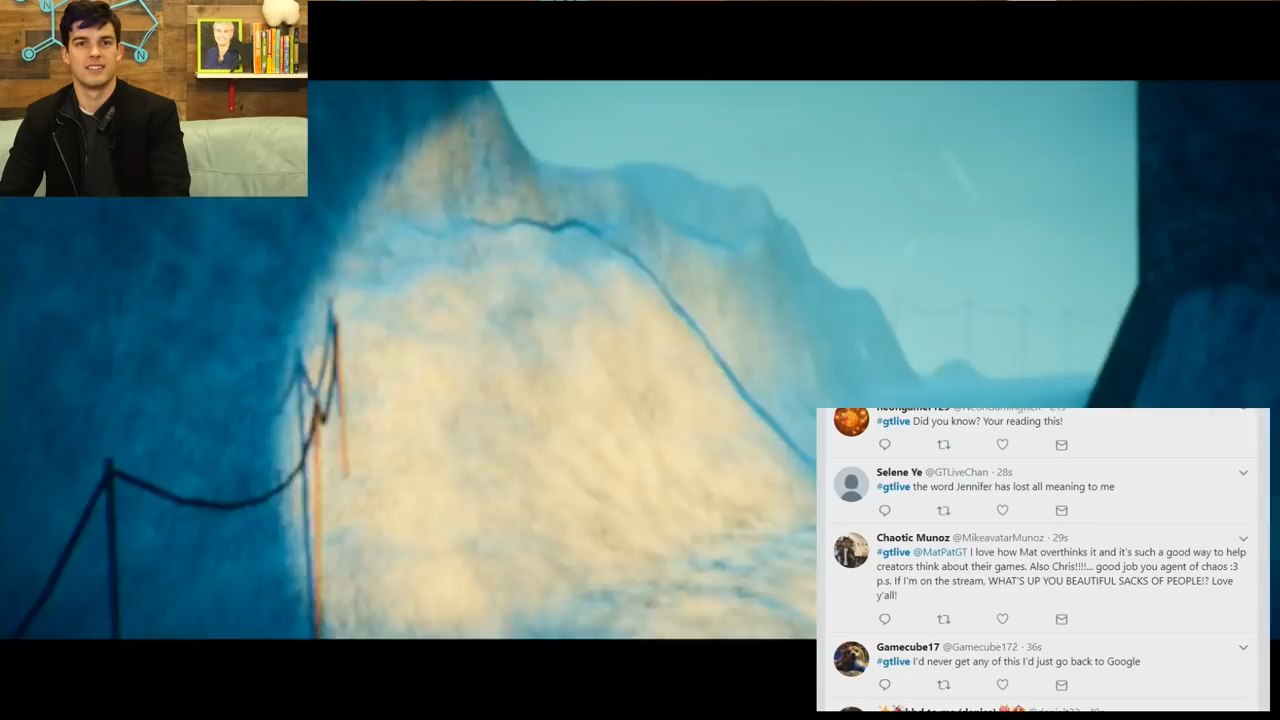 #gtlive Did you know? Your reading this!
Selene Ye @GTLiveChan · 28s
#gtlive the word Jennifer has lost all meaning to me
Chaotic Munoz @MikeavatarMunoz · 29s
#gtlive @MatPatGT I love how Mat overthinks it and it's such a good way to help
creators think about their games. Also Chris!!!!... good job you agent of chaos :3
p.s. If I'm on the stream, WHAT'S UP YOU BEAUTIFUL SACKS OF PEOPLE!? Love
y'all!
Gamecube17 @Gamecube172 · 36s
#gtlive I'd never get any of this I'd just go back to Google